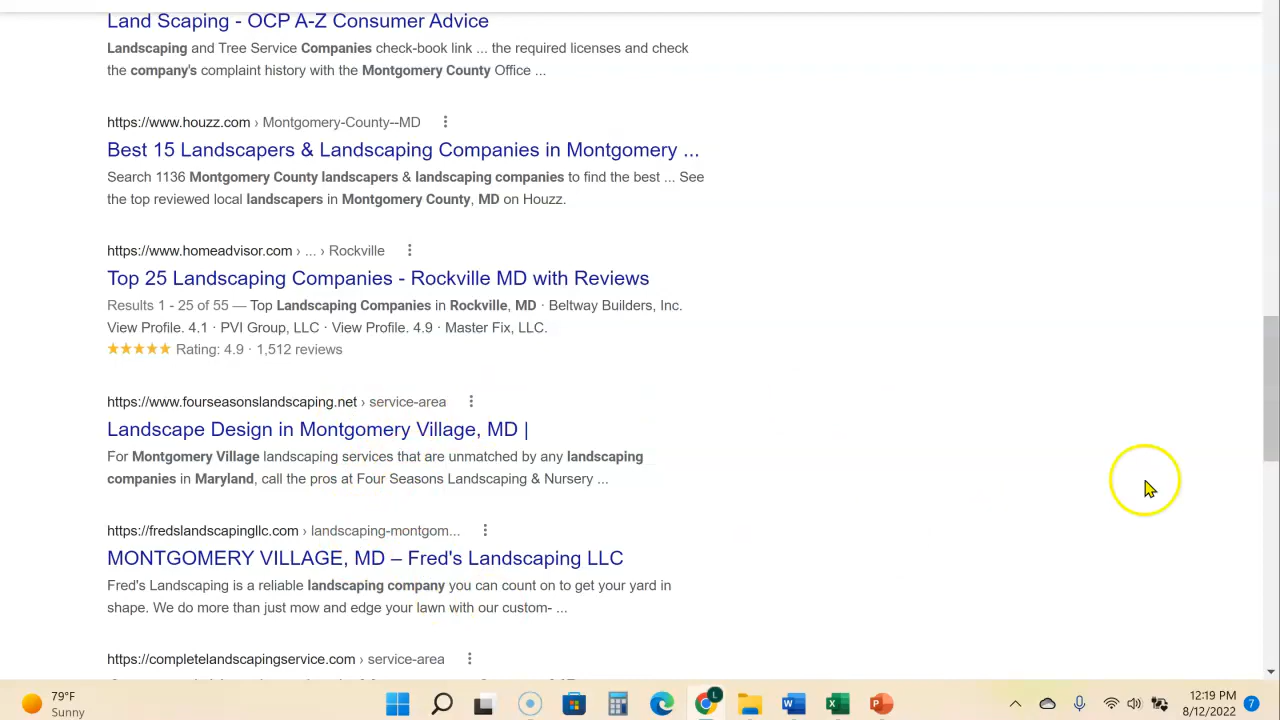 Land Scaping - OCP A-Z Consumer Advice
Landscaping and Tree Service Companies check-book link ... the required licenses and check
the company's complaint history with the Montgomery County Office ...
https://www.houzz.com › Montgomery-County--MD
Best 15 Landscapers & Landscaping Companies in Montgomery ...
Search 1136 Montgomery County landscapers & landscaping companies to find the best ... See
the top reviewed local landscapers in Montgomery County, MD on Houzz.
https://www.homeadvisor.com › ... › Rockville
Top 25 Landscaping Companies - Rockville MD with Reviews
Results 1 - 25 of 55 — Top Landscaping Companies in Rockville, MD · Beltway Builders, Inc.
View Profile. 4.1 · PVI Group, LLC · View Profile. 4.9 · Master Fix, LLC.
Rating: 4.9 · 1,512 reviews
https://www.fourseasonslandscaping.net › service-area
Landscape Design in Montgomery Village, MD |
For Montgomery Village landscaping services that are unmatched by any landscaping
companies in Maryland, call the pros at Four Seasons Landscaping & Nursery ...
https://fredslandscapingllc.com › landscaping-montgom...
MONTGOMERY VILLAGE, MD – Fred's Landscaping LLC
Fred's Landscaping is a reliable landscaping company you can count on to get your yard in
shape. We do more than just mow and edge your lawn with our custom- ...
https://completelandscapingservice.com › service-area
79°F
Sunny
L
W
X
P
12:19 PM
8/12/2022
7